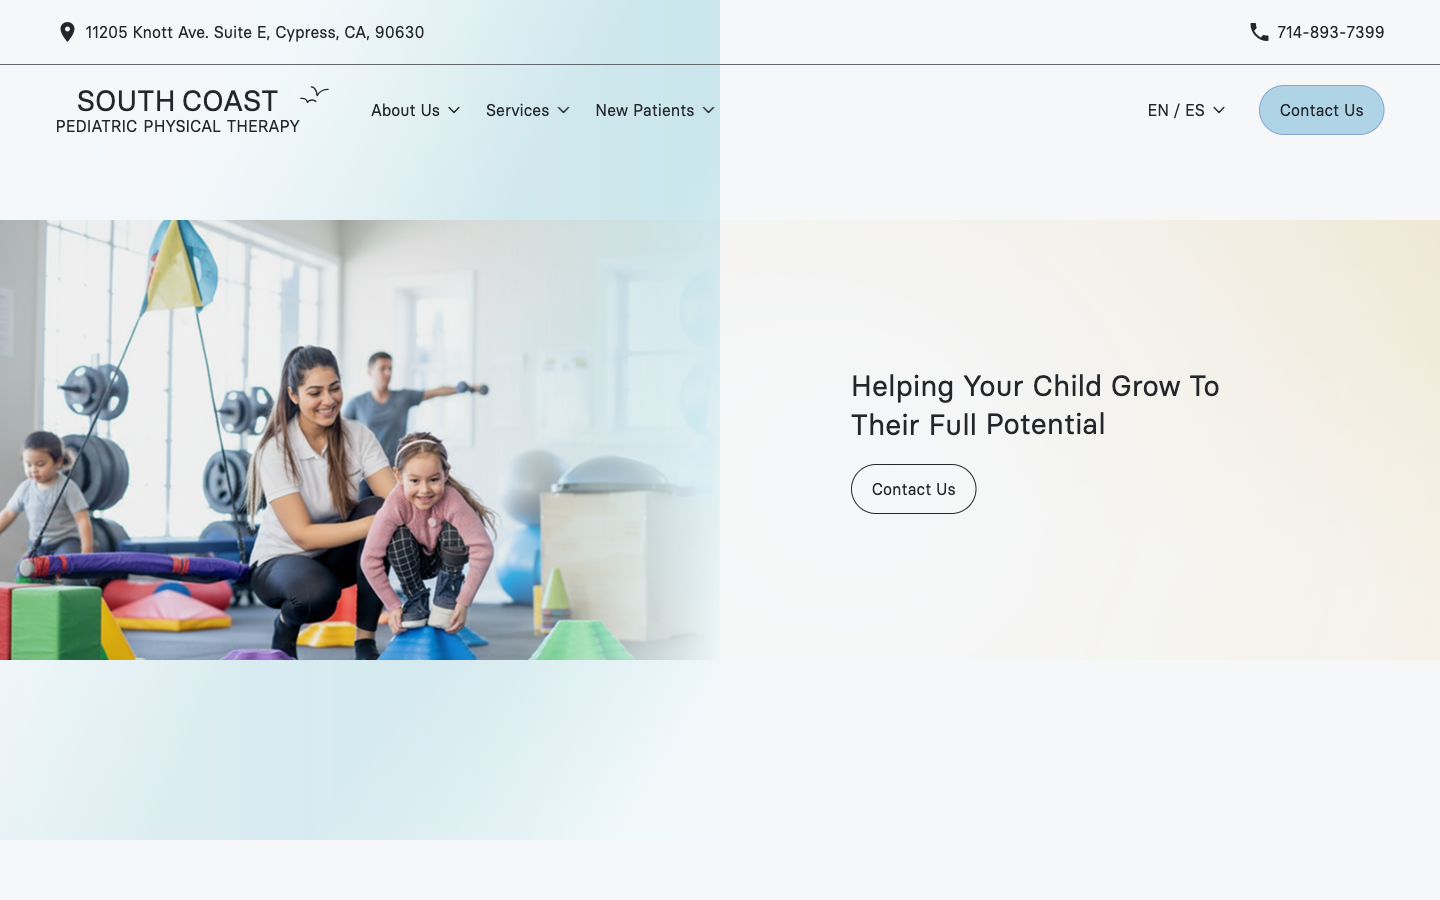 11205 Knott Ave. Suite E, Cypress, CA, 90630
714-893-7399
SOUTH COAST
PEDIATRIC PHYSICAL THERAPY
About Us
Services
New Patients
EN / ES
Contact Us
Helping Your Child Grow To
Their Full Potential
Contact Us